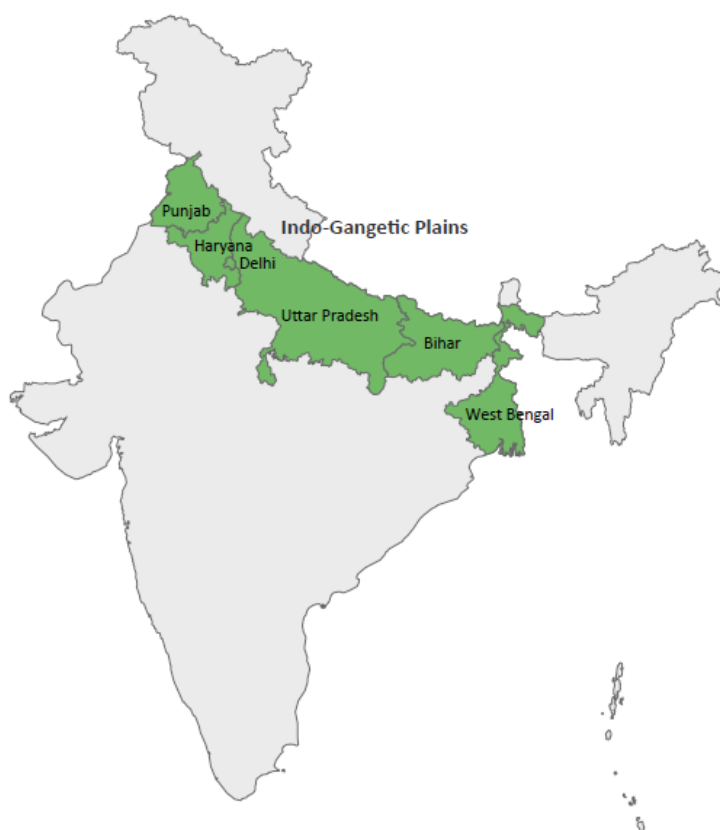 Punjab
Indo-Gangetic Plains
Haryana
Delhi
Uttar Pradesh
Bihar
West Bengal